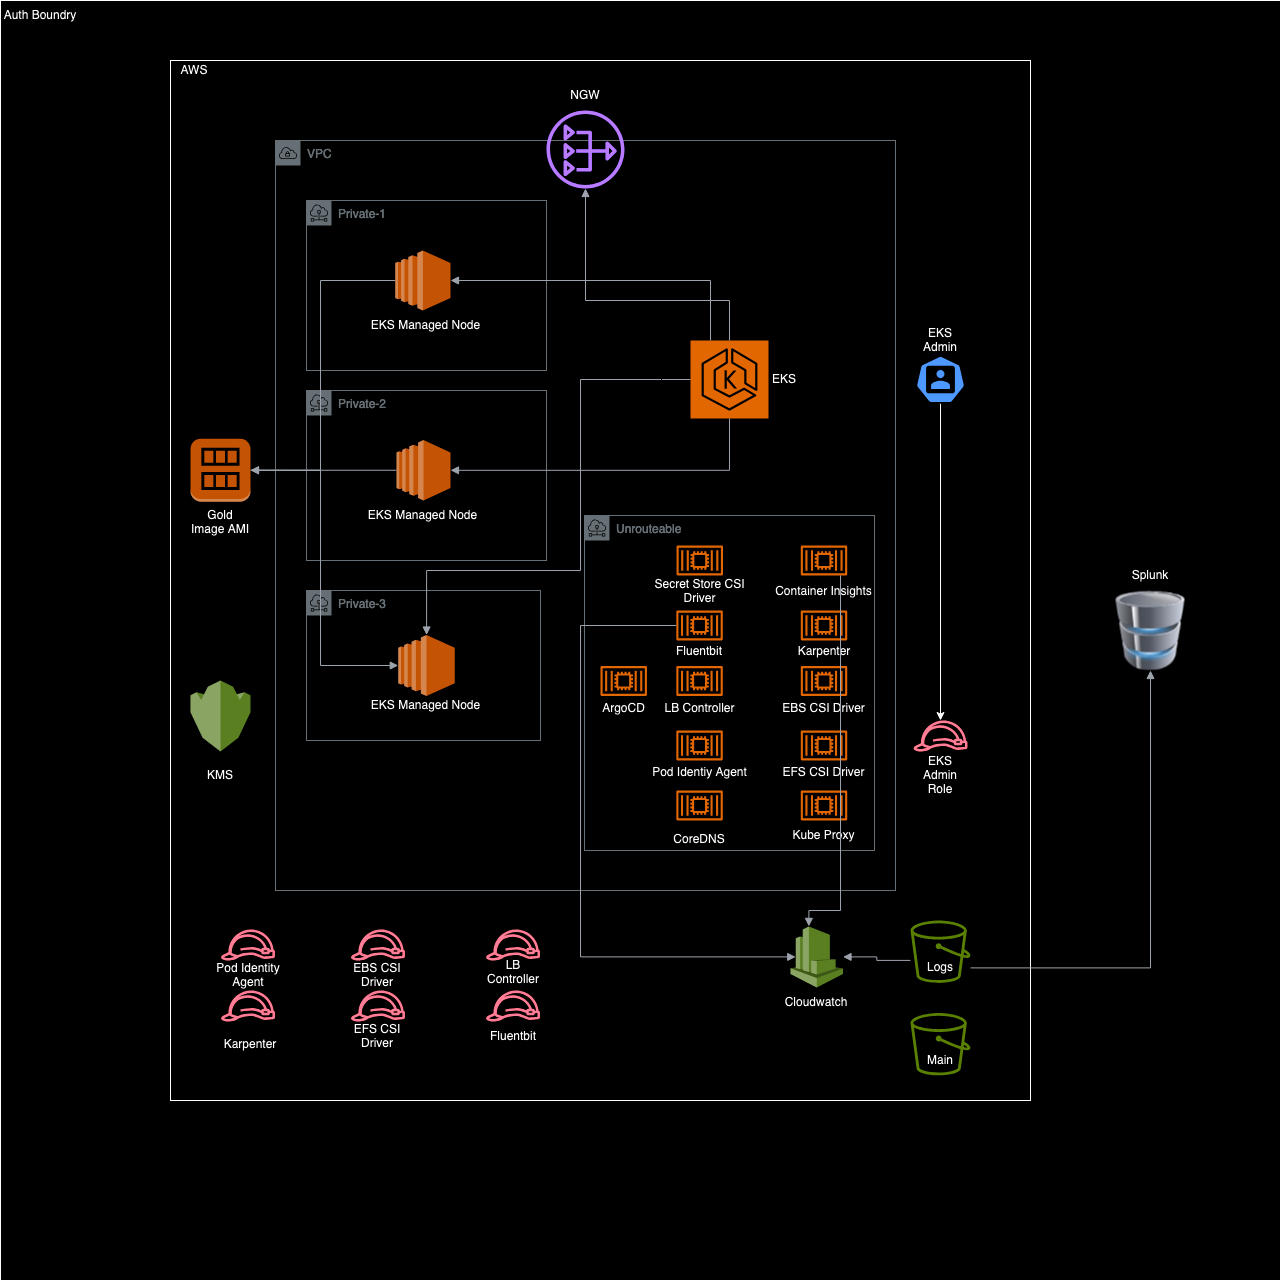 Auth Boundry
AWS
NGW
VPC
Private-1
EKS Managed Node
EKS
EKS
Admin
Private-2
EKS Managed Node
Gold
Image AMI
Unrouteable
Secret Store CSI
Driver
Container Insights
Splunk
Private-3
EKS Managed Node
Fluentbit
Karpenter
ArgoCD
LB Controller
EBS CSI Driver
Pod Identiy Agent
EFS CSI Driver
EKS
Admin
Role
KMS
CoreDNS
Kube Proxy
Pod Identity
Agent
EBS CSI
Driver
LB
Controller
Logs
Cloudwatch
Karpenter
EFS CSI
Driver
Fluentbit
Main